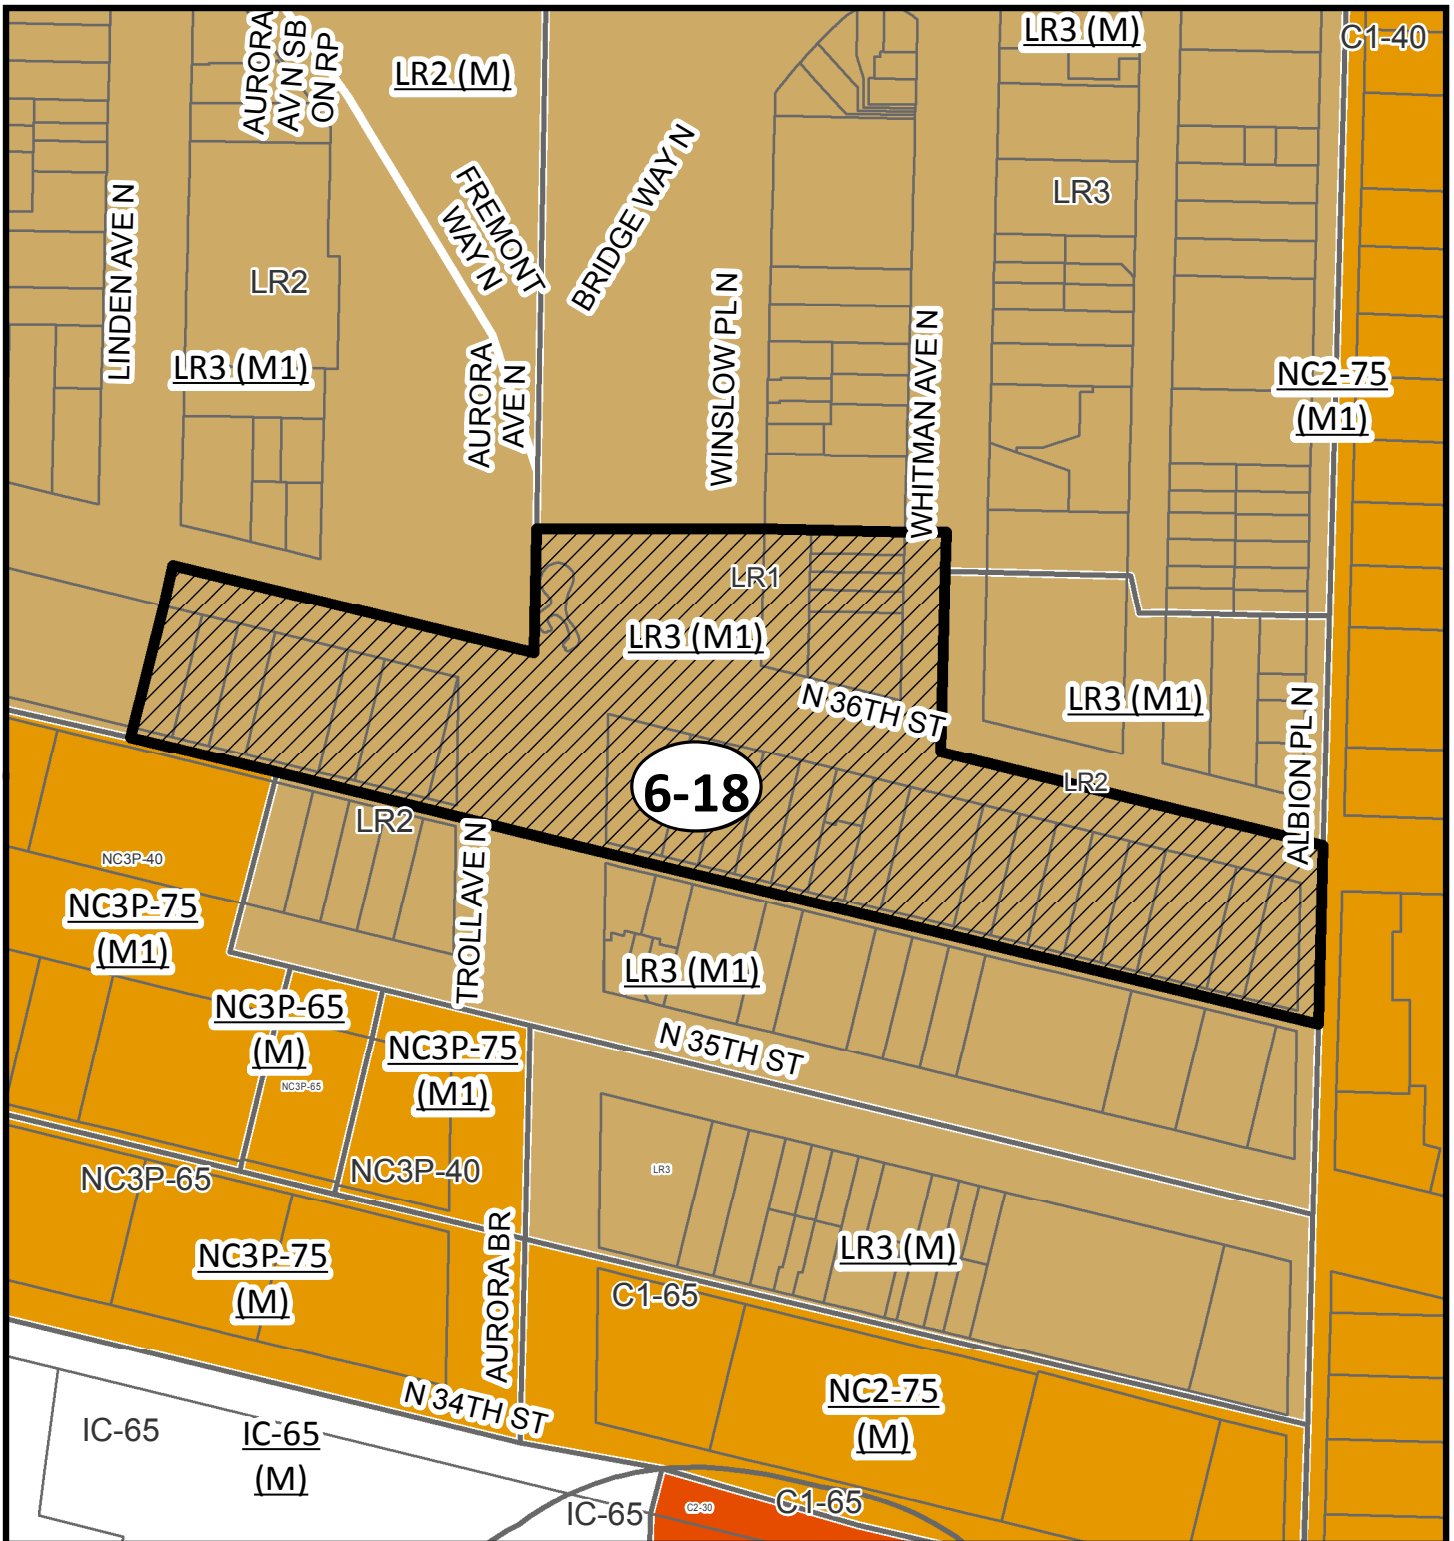 AURORA
AV N SB
ON RP
LR2 (M)
LR3 (M)
C1-40
FREMONT
WAY N
BRIDGE WAY N
LR3
LINDEN AVE N
LR2
LR3 (M1)
AURORA
AVE N
WINSLOW PL N
WHITMAN AVE N
NC2-75
(M1)
LR1
LR3 (M1)
N 36TH ST
LR3 (M1)
ALBION PL N
LR2
6-18
LR2
TROLL AVE N
NC3P-40
NC3P-75
(M1)
LR3 (M1)
NC3P-65
(M)
NC3P-65
NC3P-75
(M1)
N 35TH ST
NC3P-40
NC3P-65
LR3
LR3 (M)
NC3P-75
(M)
AURORA BR
C1-65
N 34TH ST
NC2-75
(M)
IC-65
IC-65
(M)
IC-65
C2-30
C1-65